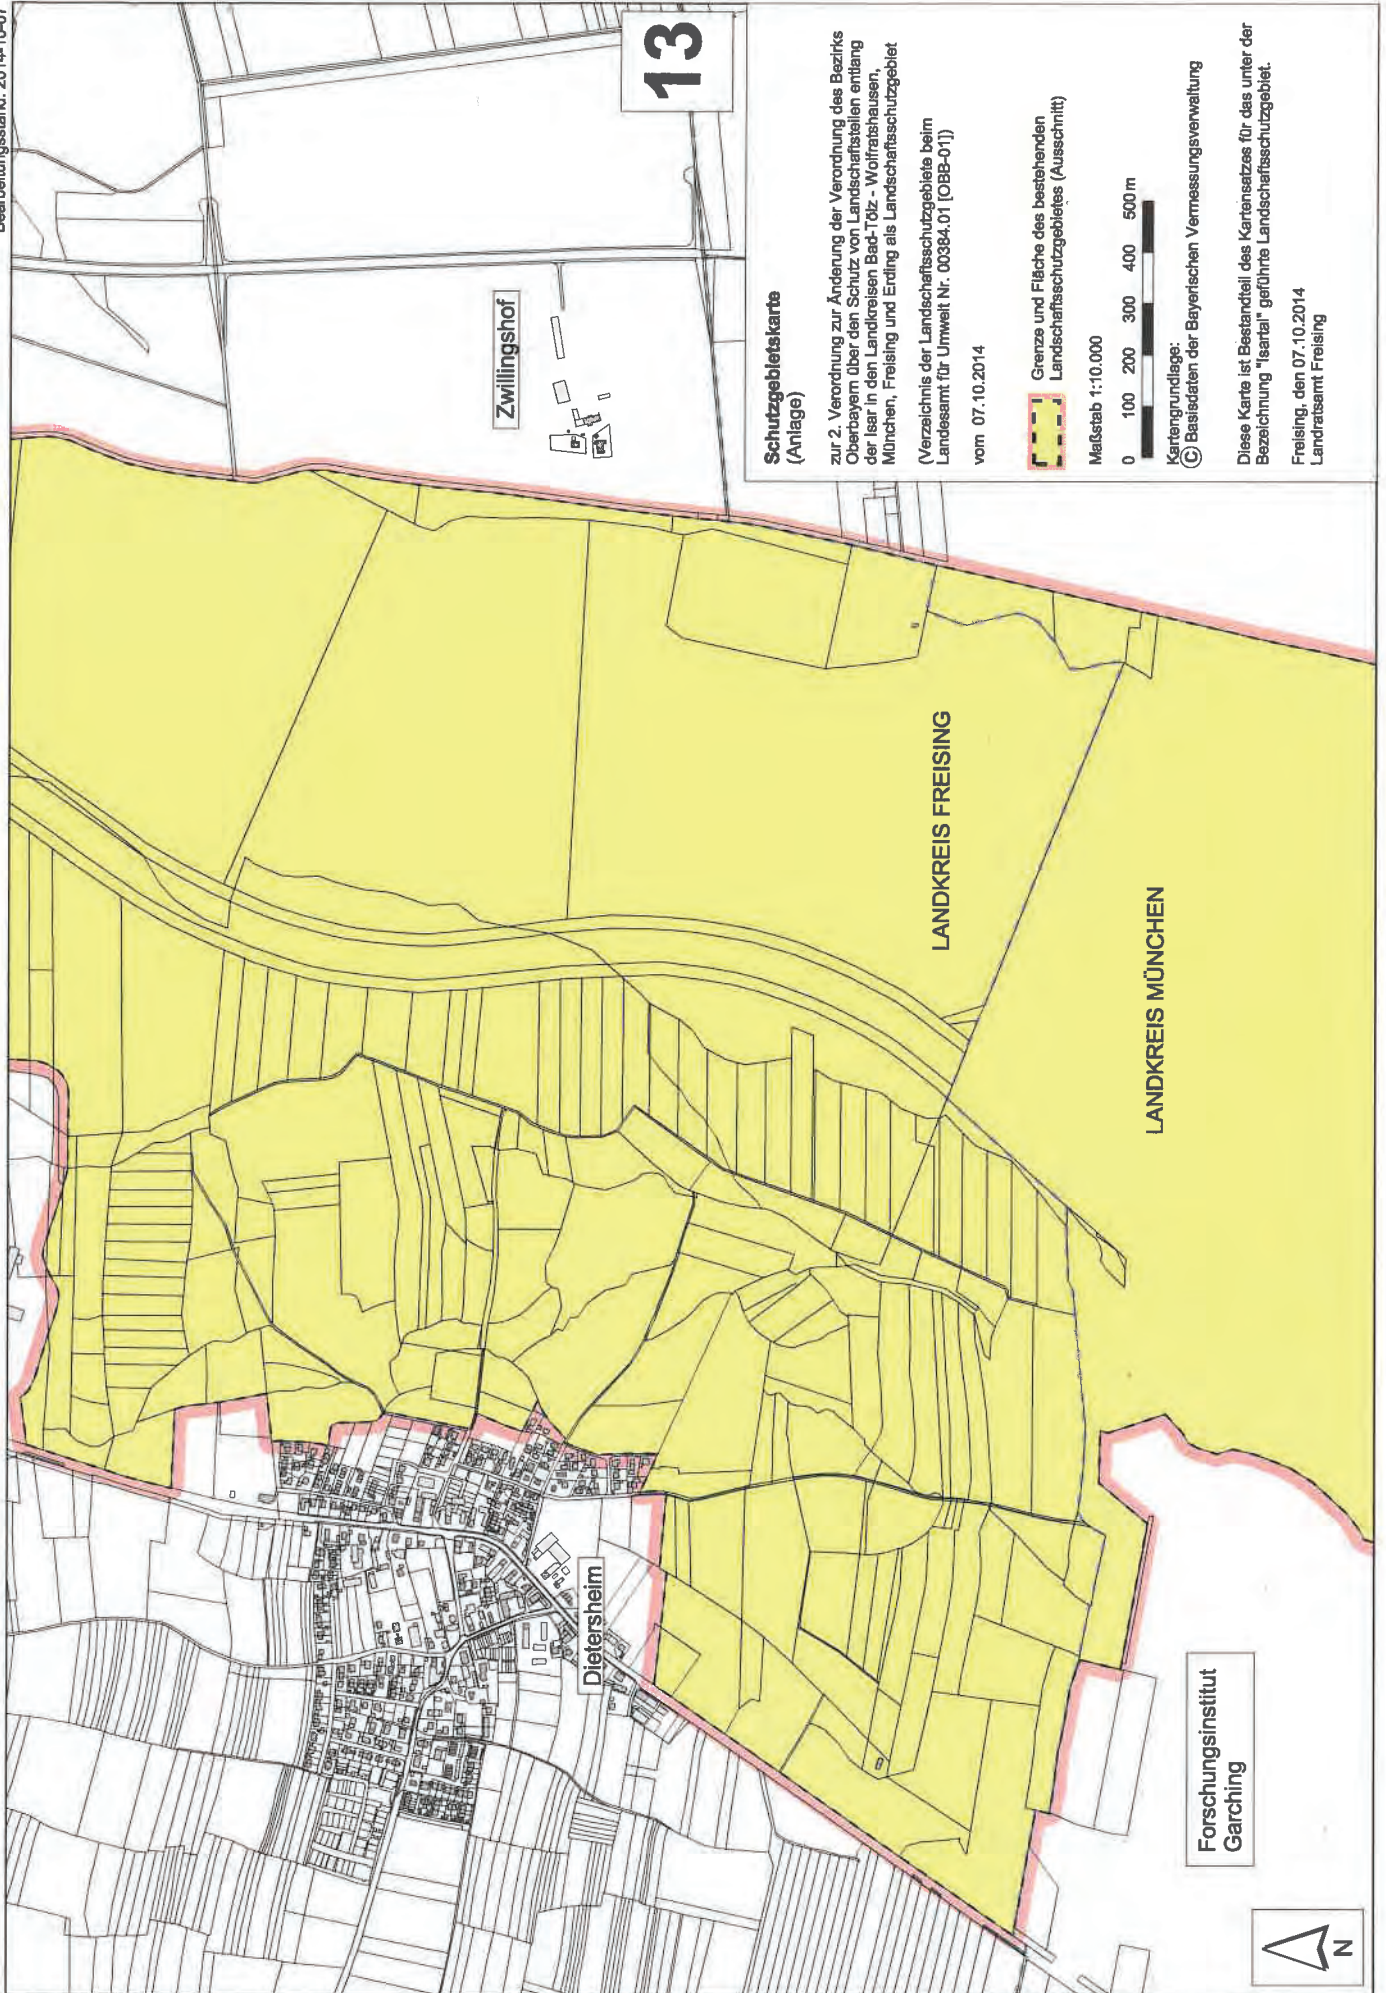 Bearbeitungsstand: 2014-10-07
13
Zwillingshof
Schutzgebietskarte
(Anlage)
zur 2. Verordnung zur Änderung der Verordnung des Bezirks
Oberbayern über den Schutz von Landschaftsteilen entlang
der Isar in den Landkreisen Bad-Tölz - Wolfratshausen,
München, Freising und Erding als Landschaftsschutzgebiet
(Verzeichnis der Landschaftsschutzgebiete beim
Landesamt für Umwelt Nr. 00384.01 [OBB-01])
vom 07.10.2014
Grenze und Fläche des bestehenden
Landschaftsschutzgebietes (Ausschnitt)
Maßstab 1:10.000
0 100 200 300 400 500 m
Kartengrundlage:
© Basisdaten der Bayerischen Vermessungsverwaltung
Diese Karte ist Bestandteil des Kartensatzes für das unter der
Bezeichnung "Isartal" geführte Landschaftsschutzgebiet.
Freising, den 07.10.2014
Landratsamt Freising
LANDKREIS FREISING
LANDKREIS MÜNCHEN
Dietersheim
Forschungsinstitut
Garching
N